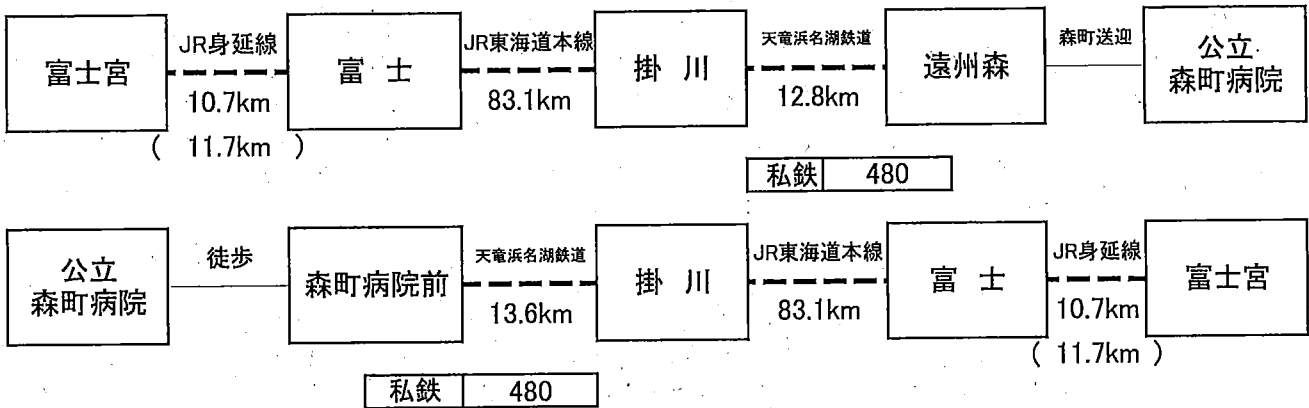 JR身延線
JR東海道本線
天竜浜名湖鉄道
森町送迎
富士宮
富 士
掛 川
遠州森
公立
森町病院
10.7km
83.1km
12.8km
( 11.7km )
私鉄 480
公立
森町病院
徒歩
森町病院前
天竜浜名湖鉄道
掛 川
JR東海道本線
富 士
JR身延線
富士宮
13.6km
83.1km
10.7km
( 11.7km )
私鉄 480